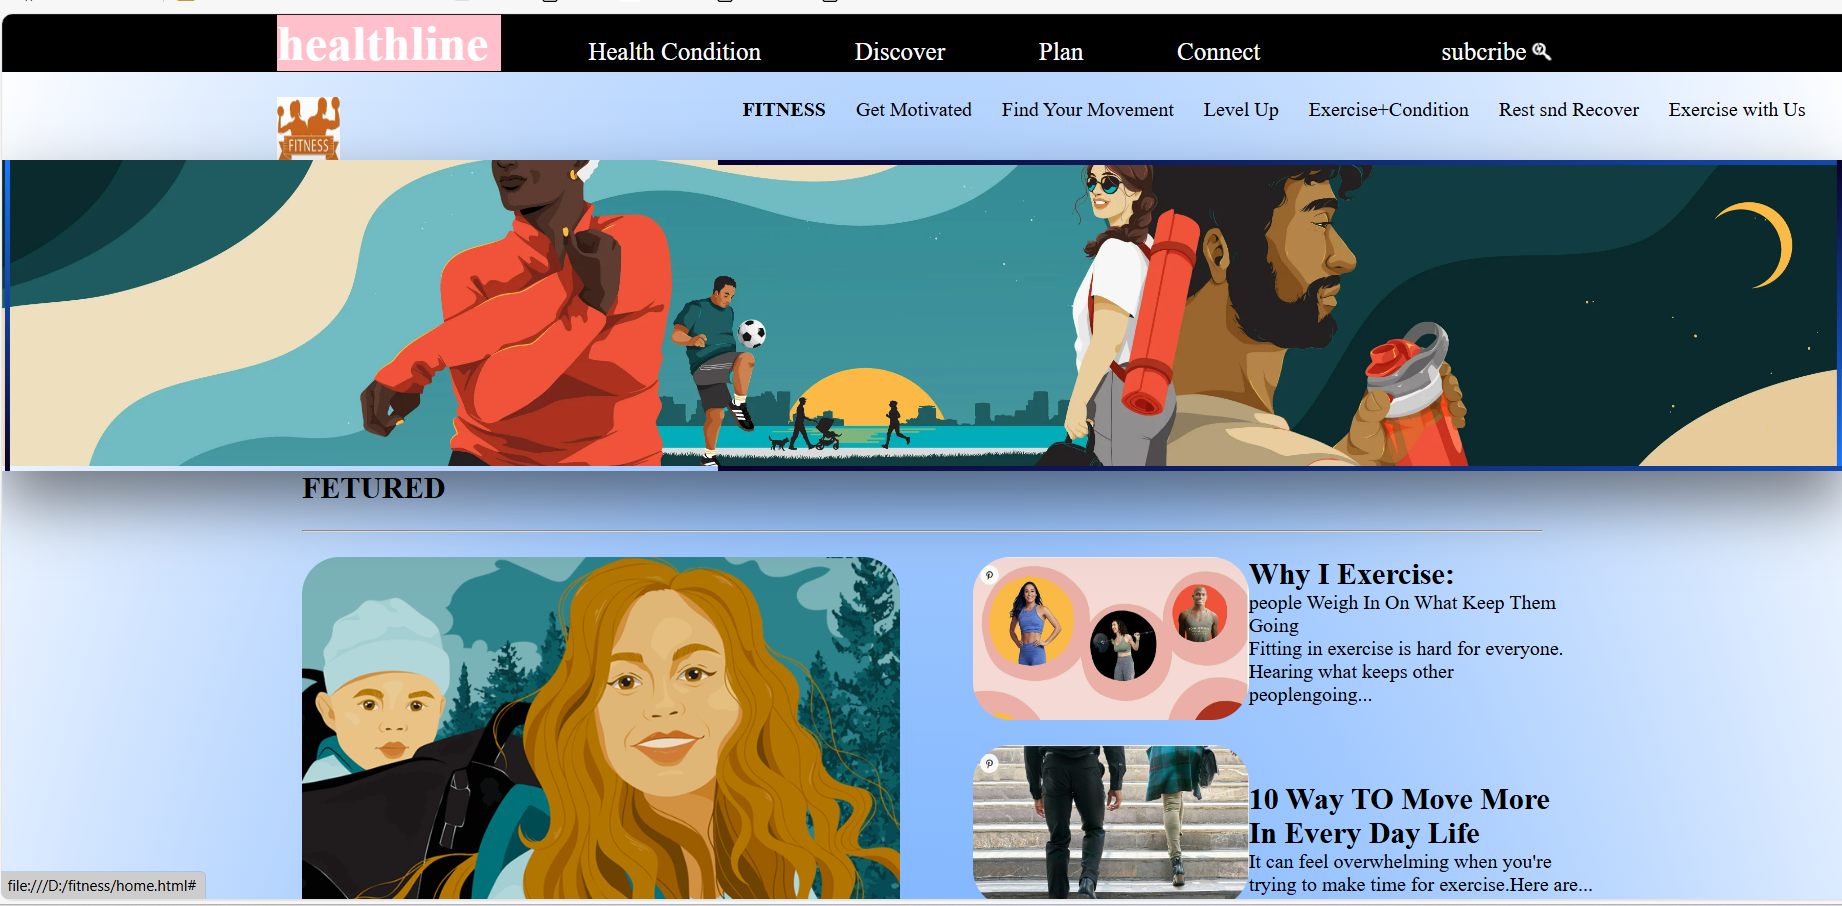 healthline Health Condition Discover Plan Connect subcribe
FITNESS Get Motivated Find Your Movement Level Up Exercise+Condition Rest snd Recover Exercise with Us
FITNESS
FETURED
Why I Exercise:
people Weigh In On What Keep Them
Going
Fitting in exercise is hard for everyone.
Hearing what keeps other
peoplengoing...
10 Way TO Move More
In Every Day Life
It can feel overwhelming when you're
trying to make time for exercise.Here are...
file:///D:/fitness/home.html#